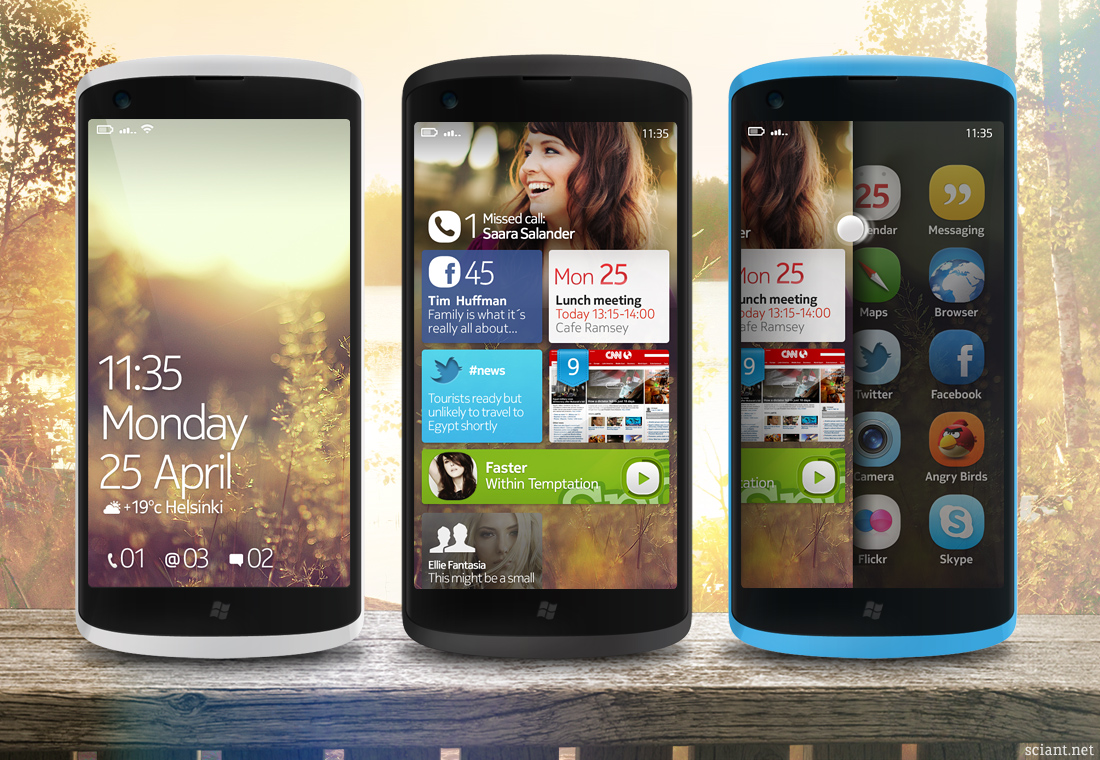 11:35
Monday
25 April
+19°c Helsinki
01 @03 02
11:35
1 Missed call:
Saara Salander
45
Tim Huffman
Family is what it´s
really all about...
Mon 25
Lunch meeting
Today 13:15-14:00
Cafe Ramsey
#news
Tourists ready but
unlikely to travel to
Egypt shortly
9
CNN
Faster
Within Temptation
Ellie Fantasia
This might be a small
11:35
er
Mon 25
unch meeting
oday 13:15-14:00
Cafe Ramsey
9
CNN
tation
25
endar
Messaging
Maps
Browser
Twitter
Facebook
Camera
Angry Birds
Flickr
Skype
sciant.net